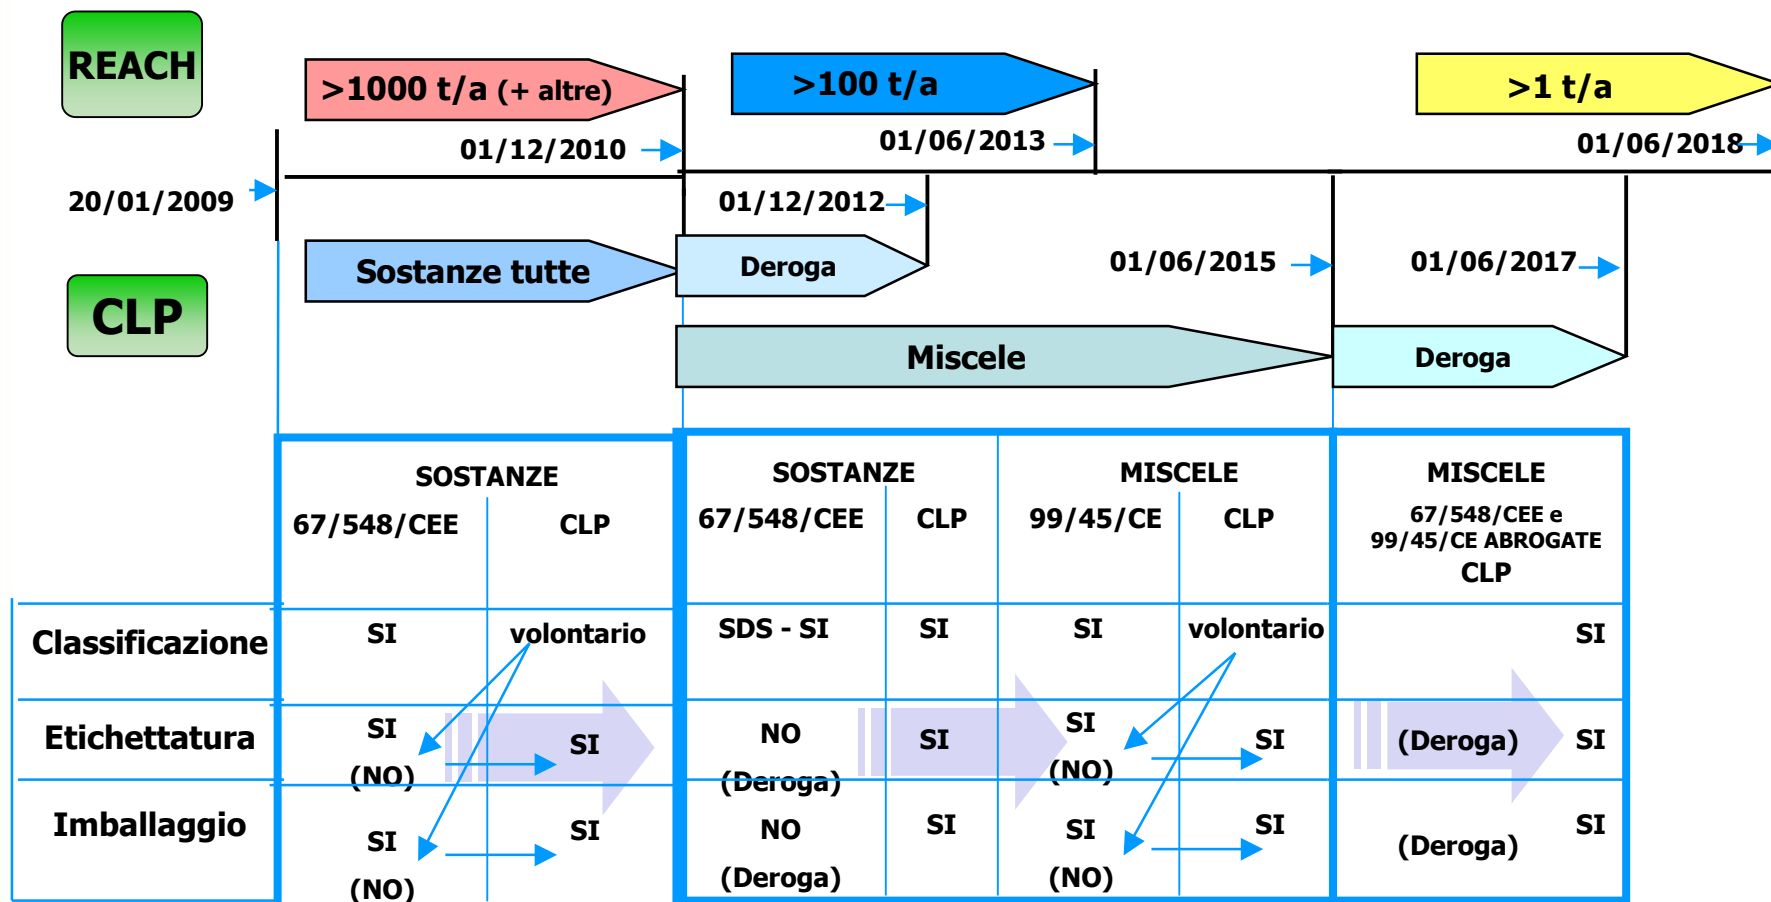 REACH
>1000 t/a (+ altre)
>100 t/a
>1 t/a
01/12/2010
01/06/2013
01/06/2018
20/01/2009
01/12/2012
CLP
Sostanze tutte
Deroga
01/06/2015
01/06/2017
Miscele
Deroga
SOSTANZE
SOSTANZE
MISCELE
MISCELE
67/548/CEE
CLP
67/548/CEE
CLP
99/45/CE
CLP
67/548/CEE e
99/45/CE ABROGATE
CLP
Classificazione
SI
volontario
SDS - SI
SI
SI
volontario
SI
Etichettatura
SI
(NO)
SI
NO
(Deroga)
SI
SI
(NO)
SI
(Deroga)
SI
Imballaggio
SI
(NO)
SI
NO
(Deroga)
SI
SI
(NO)
SI
(Deroga)
SI